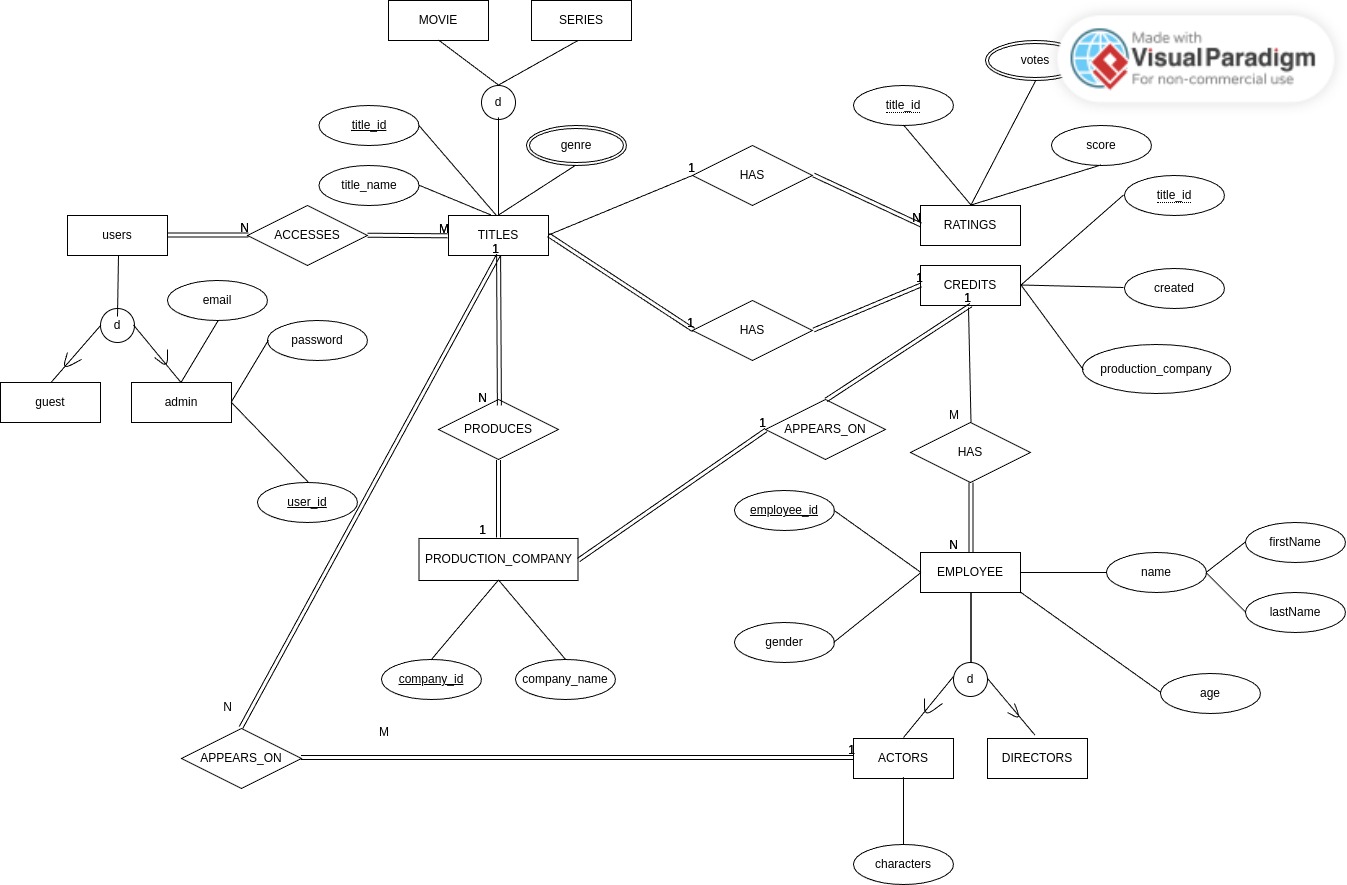 MOVIE
SERIES
Made with
VisualParadigm
For non-commercial use
votes
d
title_id
title_id
genre
score
title_name
1
HAS
title_id
N
users
N
ACCESSES
M
TITLES
RATINGS
1
email
1
CREDITS
created
1
d
1
HAS
password
production_company
guest
admin
N
PRODUCES
1
APPEARS_ON
M
HAS
user_id
employee_id
1
N
firstName
PRODUCTION_COMPANY
EMPLOYEE
name
lastName
gender
company_id
company_name
d
age
N
M
APPEARS_ON
1
ACTORS
DIRECTORS
characters